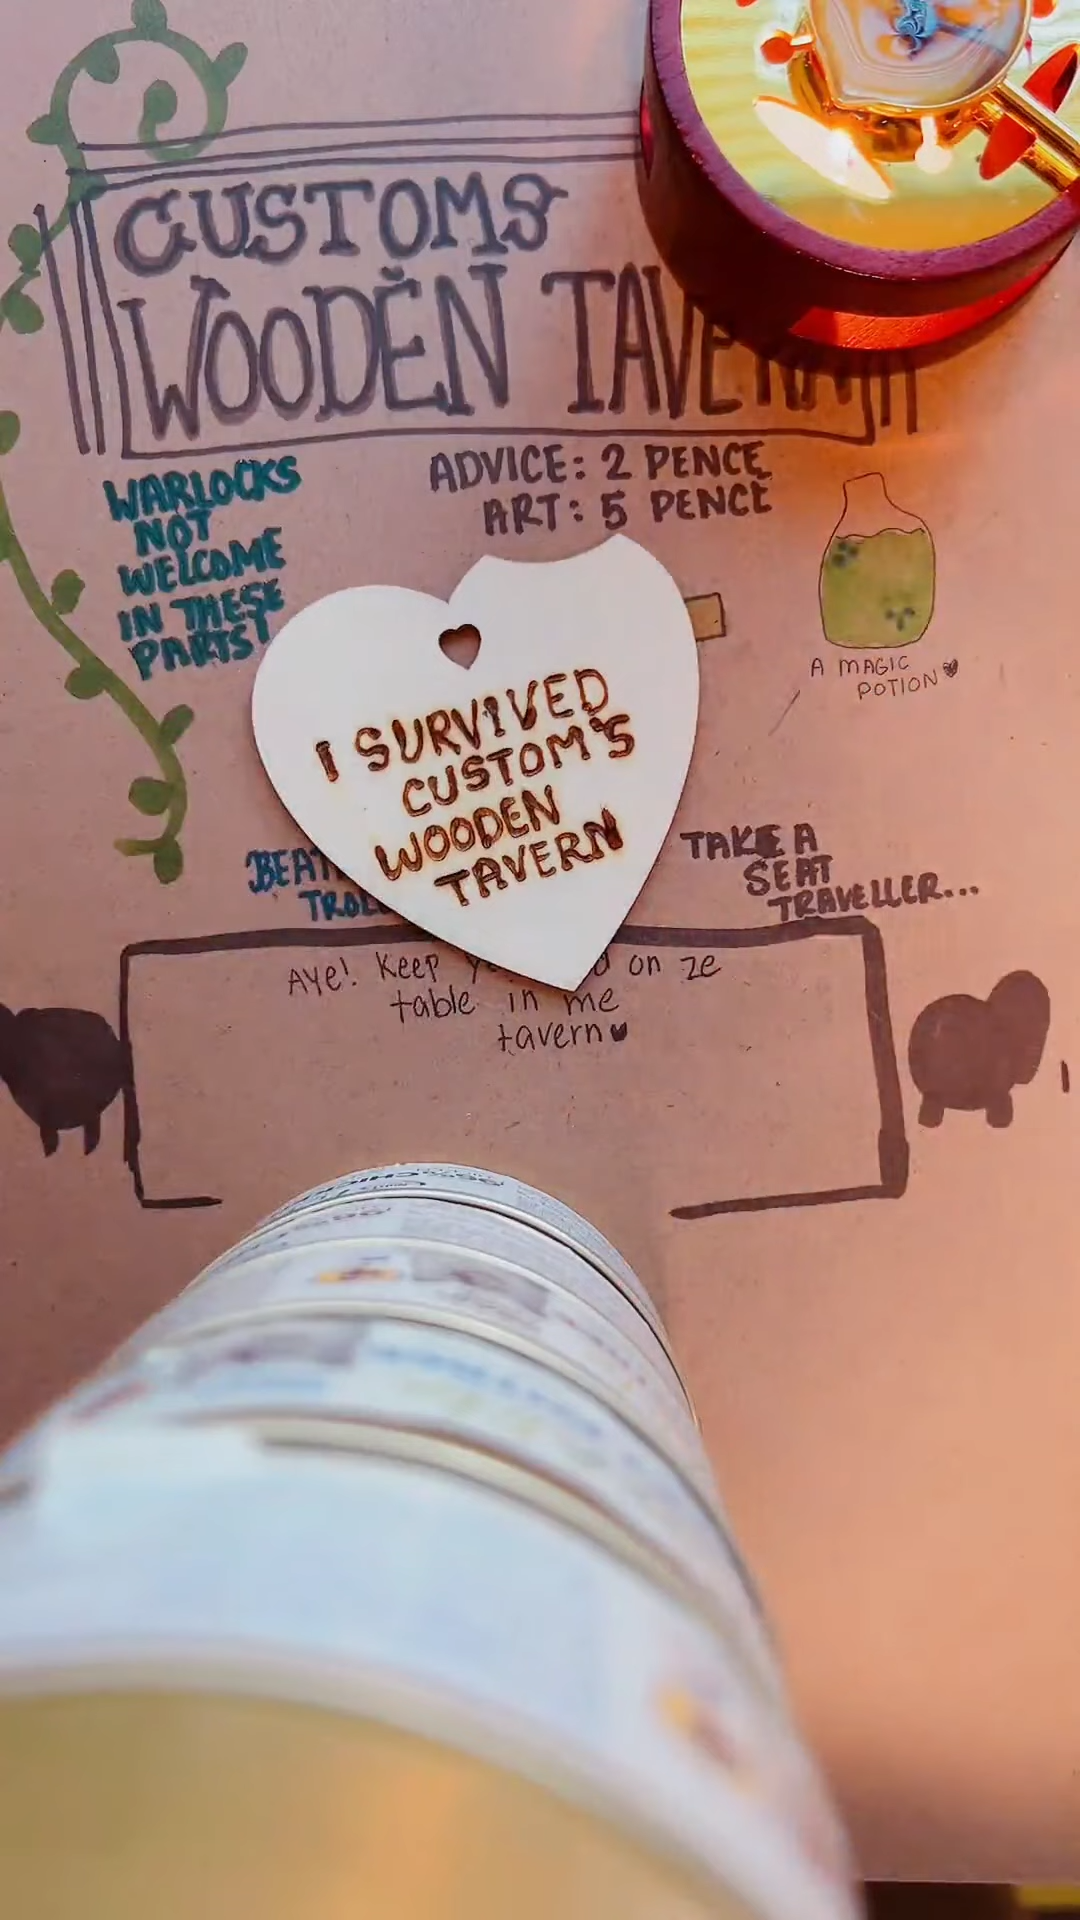 CUSTOMS
WOODEN TAVERN
WARLOCKS
NOT
WELCOME
IN THESE
PARTS!
ADVICE: 2 PENCE
ART: 5 PENCE
A MAGIC
POTION
I SURVIVED
CUSTOM'S
WOODEN
TAVERN
TAKE A
SEAT
TRAVELLER...
AYe! Keep on ze
table in me
tavern